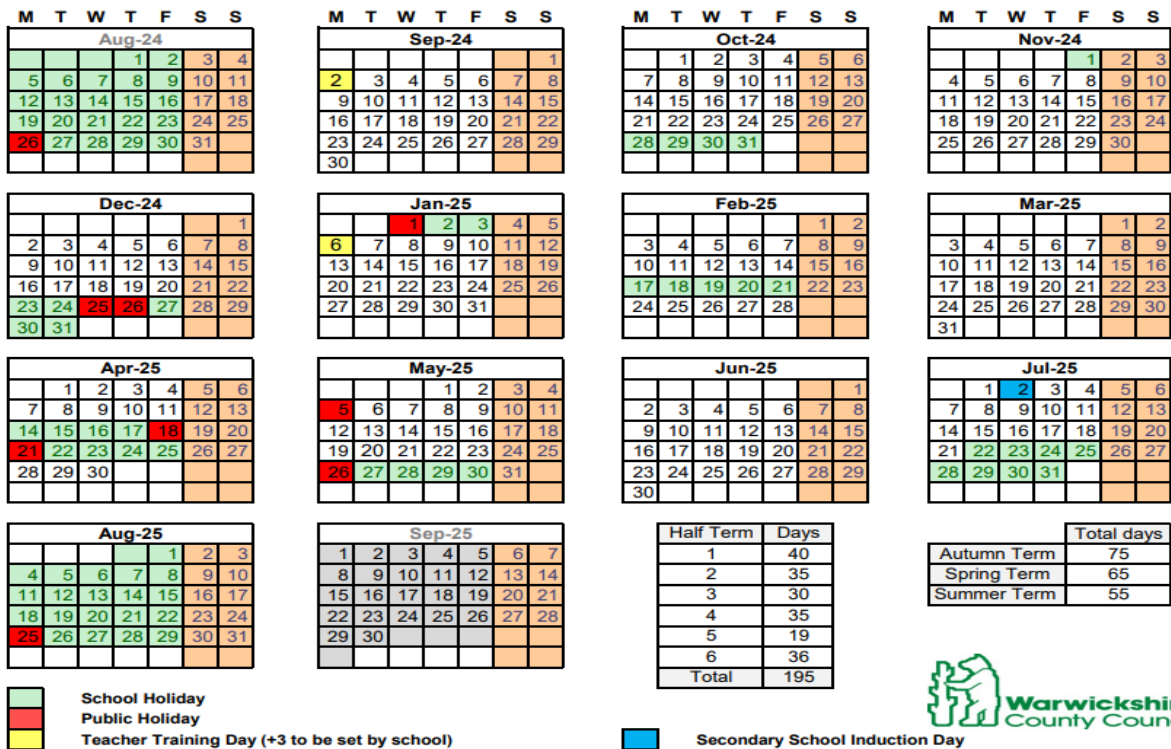 M T W T F S S
Aug-24
1 2 3 4
5 6 7 8 9 10 11
12 13 14 15 16 17 18
19 20 21 22 23 24 25
26 27 28 29 30 31
M T W T F S S
Sep-24
1
2 3 4 5 6 7 8
9 10 11 12 13 14 15
16 17 18 19 20 21 22
23 24 25 26 27 28 29
30
M T W T F S S
Oct-24
1 2 3 4 5 6
7 8 9 10 11 12 13
14 15 16 17 18 19 20
21 22 23 24 25 26 27
28 29 30 31
M T W T F S S
Nov-24
1 2 3
4 5 6 7 8 9 10
11 12 13 14 15 16 17
18 19 20 21 22 23 24
25 26 27 28 29 30
Dec-24
1
2 3 4 5 6 7 8
9 10 11 12 13 14 15
16 17 18 19 20 21 22
23 24 25 26 27 28 29
30 31
Jan-25
1 2 3 4 5
6 7 8 9 10 11 12
13 14 15 16 17 18 19
20 21 22 23 24 25 26
27 28 29 30 31
Feb-25
1 2
3 4 5 6 7 8 9
10 11 12 13 14 15 16
17 18 19 20 21 22 23
24 25 26 27 28
Mar-25
1 2
3 4 5 6 7 8 9
10 11 12 13 14 15 16
17 18 19 20 21 22 23
24 25 26 27 28 29 30
31
Apr-25
1 2 3 4 5 6
7 8 9 10 11 12 13
14 15 16 17 18 19 20
21 22 23 24 25 26 27
28 29 30
May-25
1 2 3 4
5 6 7 8 9 10 11
12 13 14 15 16 17 18
19 20 21 22 23 24 25
26 27 28 29 30 31
Jun-25
1
2 3 4 5 6 7 8
9 10 11 12 13 14 15
16 17 18 19 20 21 22
23 24 25 26 27 28 29
30
Jul-25
1 2 3 4 5 6
7 8 9 10 11 12 13
14 15 16 17 18 19 20
21 22 23 24 25 26 27
28 29 30 31
Aug-25
1 2 3
4 5 6 7 8 9 10
11 12 13 14 15 16 17
18 19 20 21 22 23 24
25 26 27 28 29 30 31
Sep-25
1 2 3 4 5 6 7
8 9 10 11 12 13 14
15 16 17 18 19 20 21
22 23 24 25 26 27 28
29 30
Half Term Days
1 40
2 35
3 30
4 35
5 19
6 36
Total 195
Total days
Autumn Term 75
Spring Term 65
Summer Term 55
Warwickshi
County Coun
School Holiday
Public Holiday
Teacher Training Day (+3 to be set by school)
Secondary School Induction Day